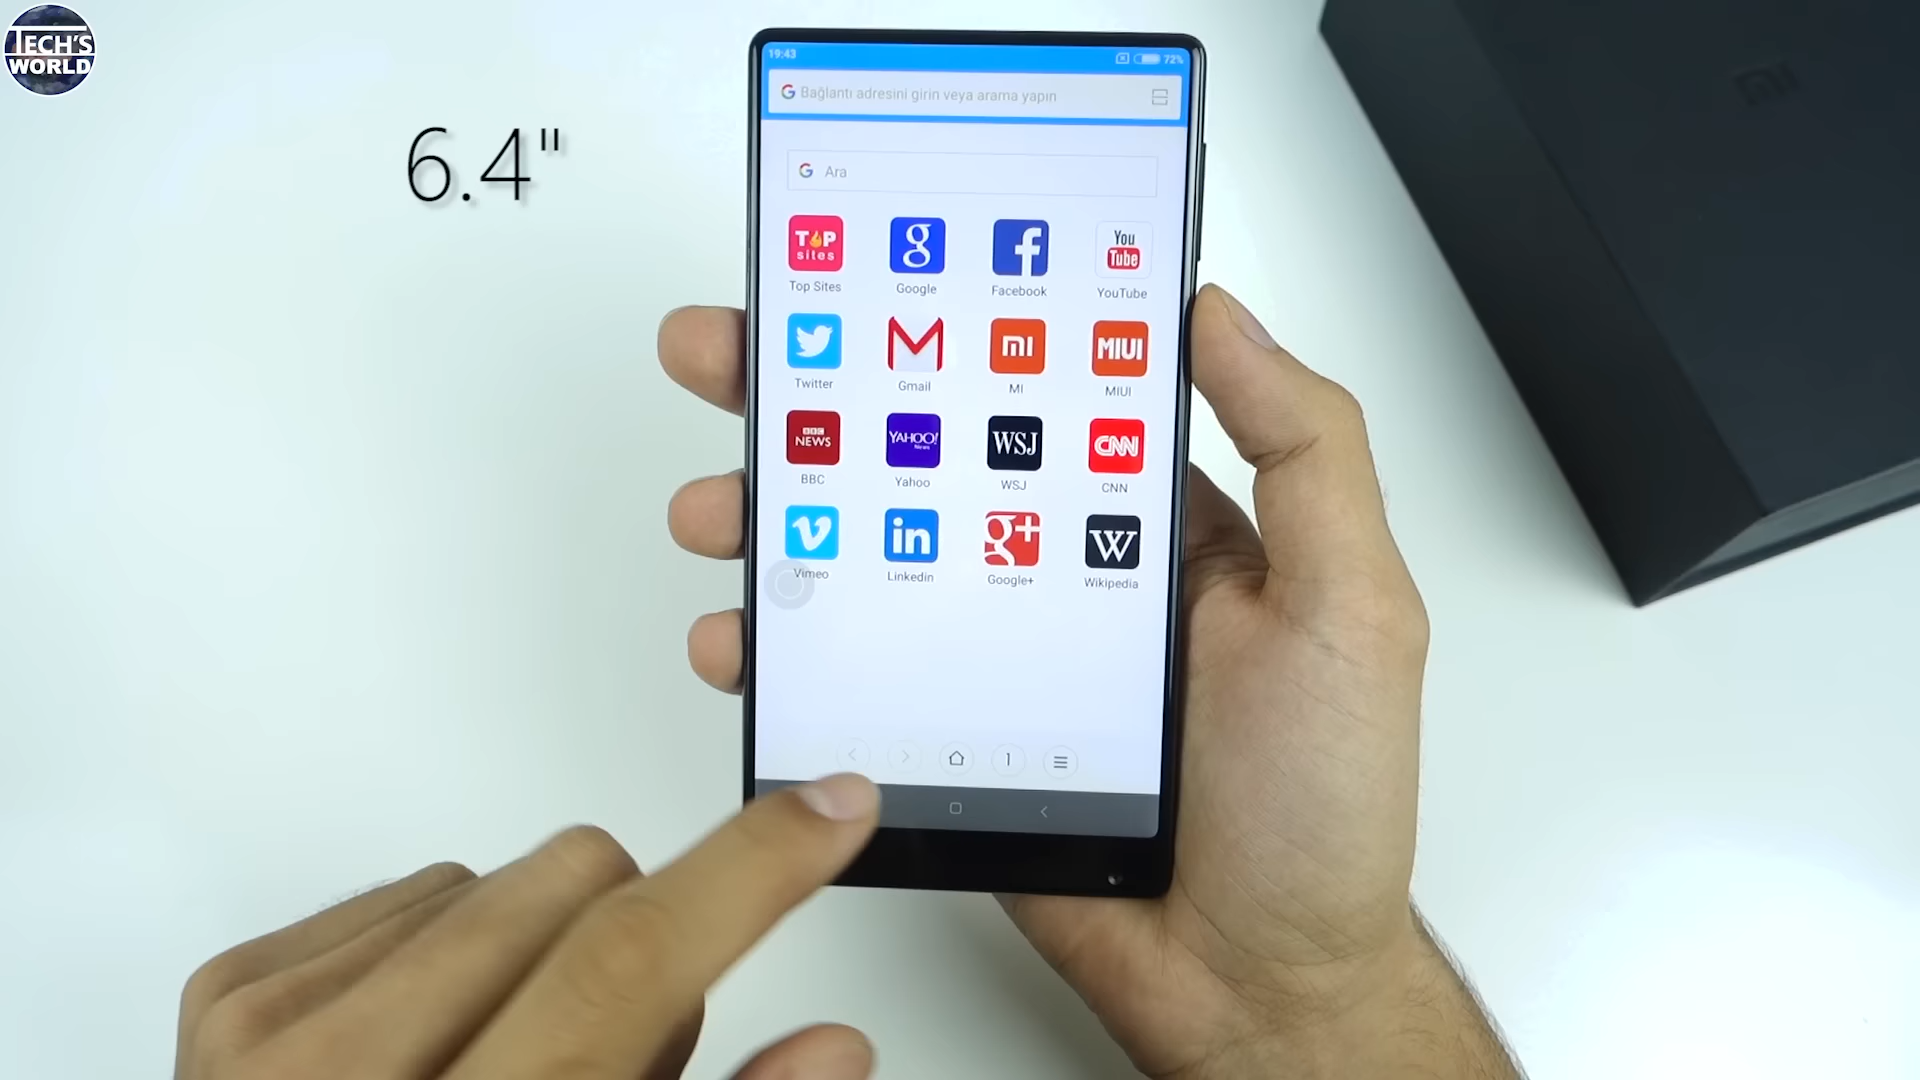 TECH'S
WORLD
6.4"
19:43
72%
G Bağlantı adresini girin veya arama yapın
G Ara
TOP
sites
g
f
You
Tube
Top Sites
Google
Facebook
YouTube
M
mı
MIUI
Twitter
Gmail
MI
MIUI
BBC
NEWS
YAHOO!
News
WSJ
CNN
BBC
Yahoo
WSJ
CNN
v
in
g+
W
Vimeo
Linkedin
Google+
Wikipedia
1
MI